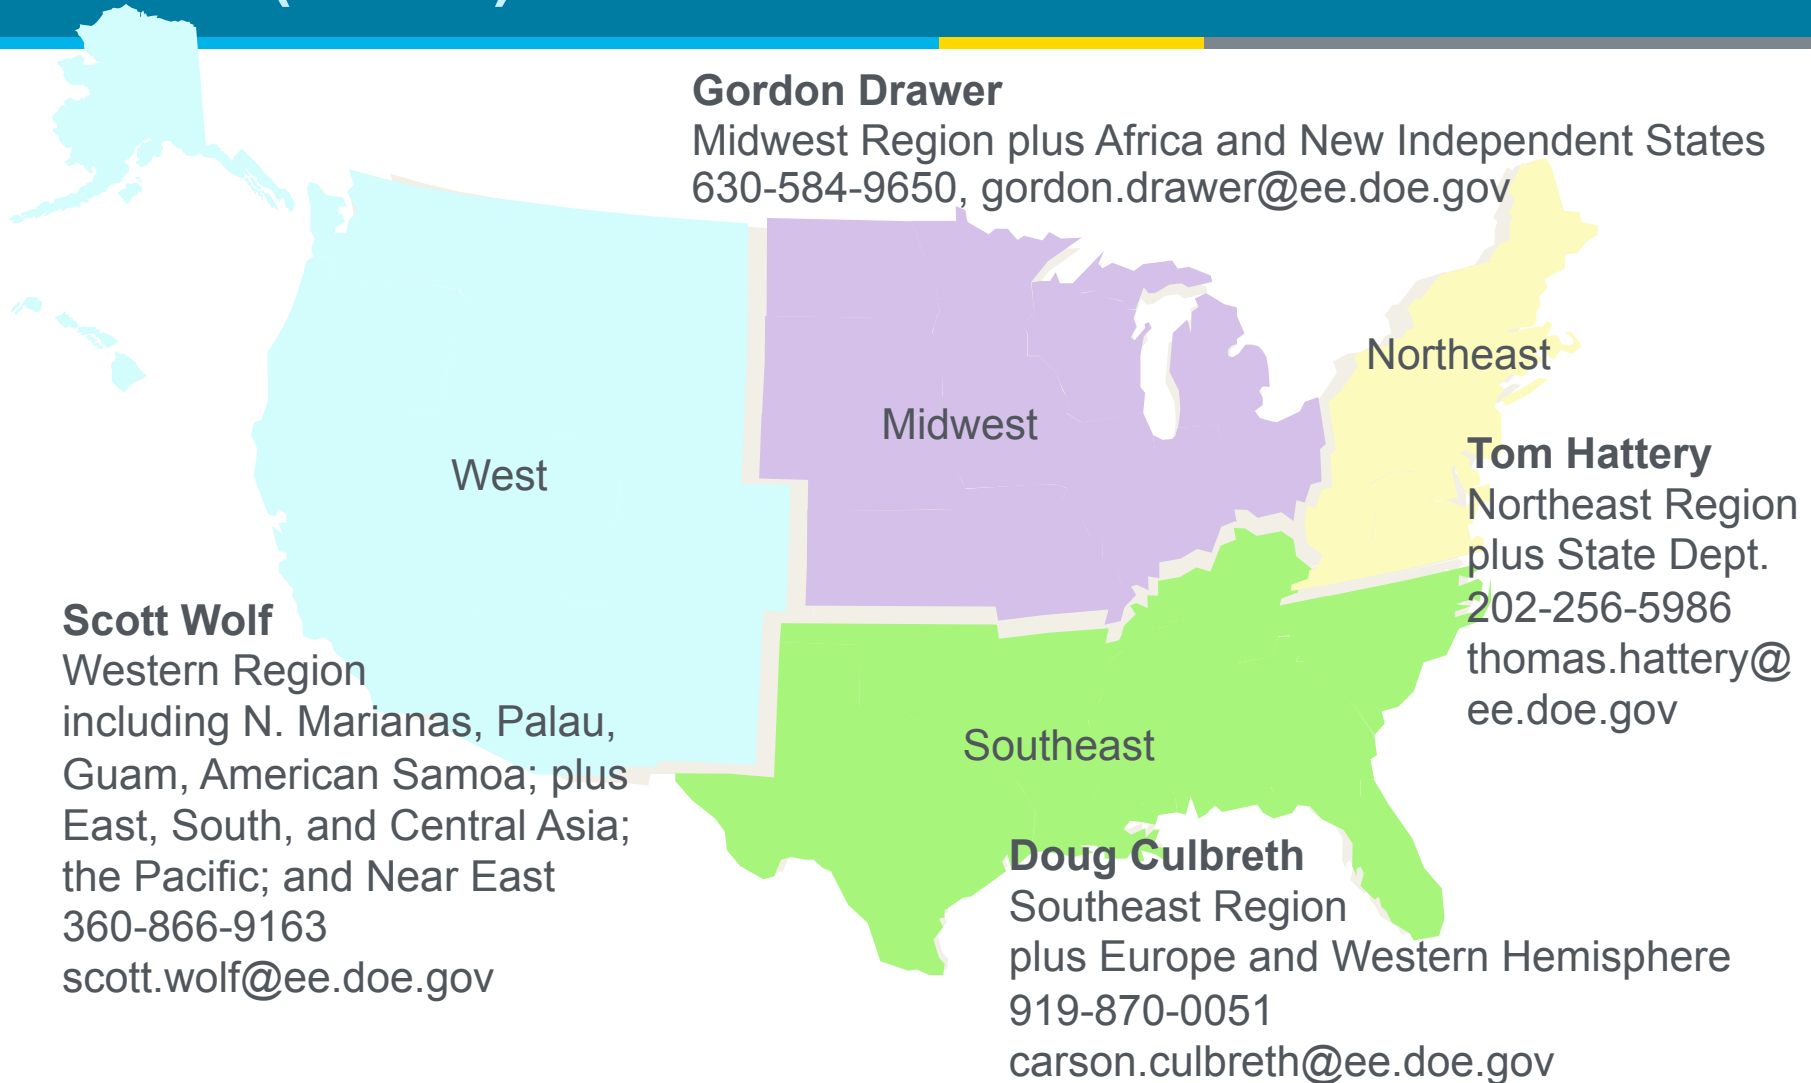 Gordon Drawer
Midwest Region plus Africa and New Independent States
630-584-9650, gordon.drawer@ee.doe.gov
Northeast
Midwest
West
Tom Hattery
Northeast Region
plus State Dept.
202-256-5986
thomas.hattery@
ee.doe.gov
Scott Wolf
Western Region
including N. Marianas, Palau,
Guam, American Samoa; plus
East, South, and Central Asia;
the Pacific; and Near East
360-866-9163
scott.wolf@ee.doe.gov
Southeast
Doug Culbreth
Southeast Region
plus Europe and Western Hemisphere
919-870-0051
carson.culbreth@ee.doe.gov